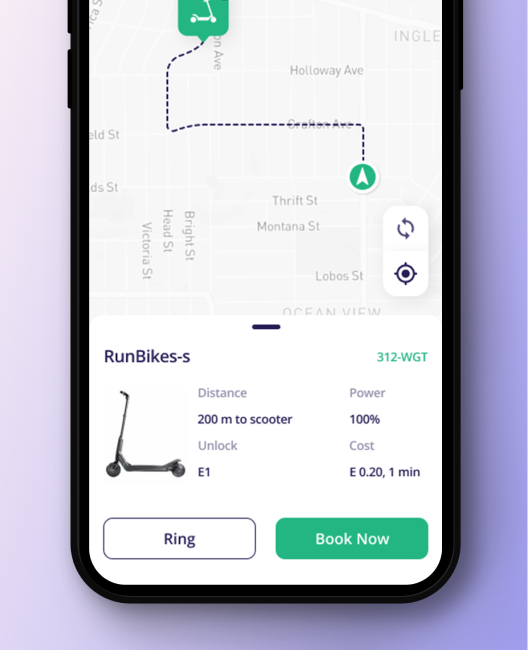 on Ave
INGLE
Holloway Ave
Grafton Ave
eld St
ds St
Thrift St
Montana St
Victoria St
Head St
Bright St
Lobos St
OCEAN VIEW
RunBikes-s
312-WGT
Distance
Power
200 m to scooter
100%
Unlock
Cost
E1
E 0.20, 1 min
Ring
Book Now